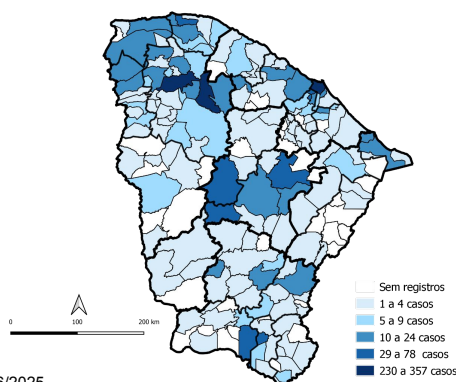 Sem registros
1 a 4 casos
5 a 9 casos
10 a 24 casos
29 a 78 casos
230 a 357 casos
0 100 200 km
/2025